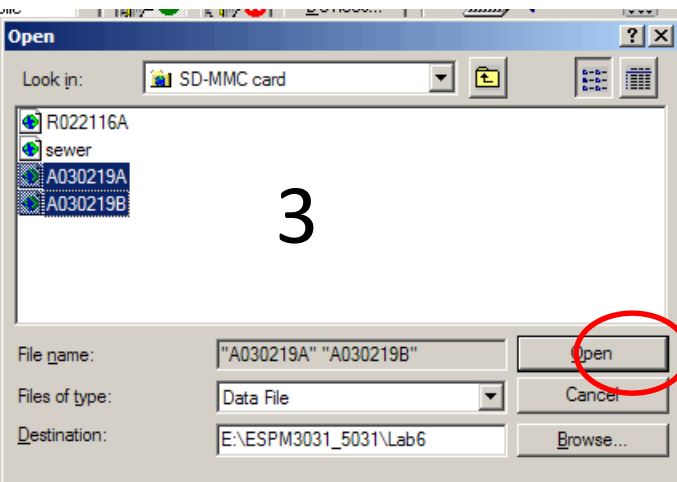 Open
Look in: SD-MMC card
R022116A
sewer
A030219A
A030219B
3
File name: "A030219A" "A030219B" Open
Files of type: Data File Cancel
Destination: E:\ESPM3031_5031\Lab6 Browse...